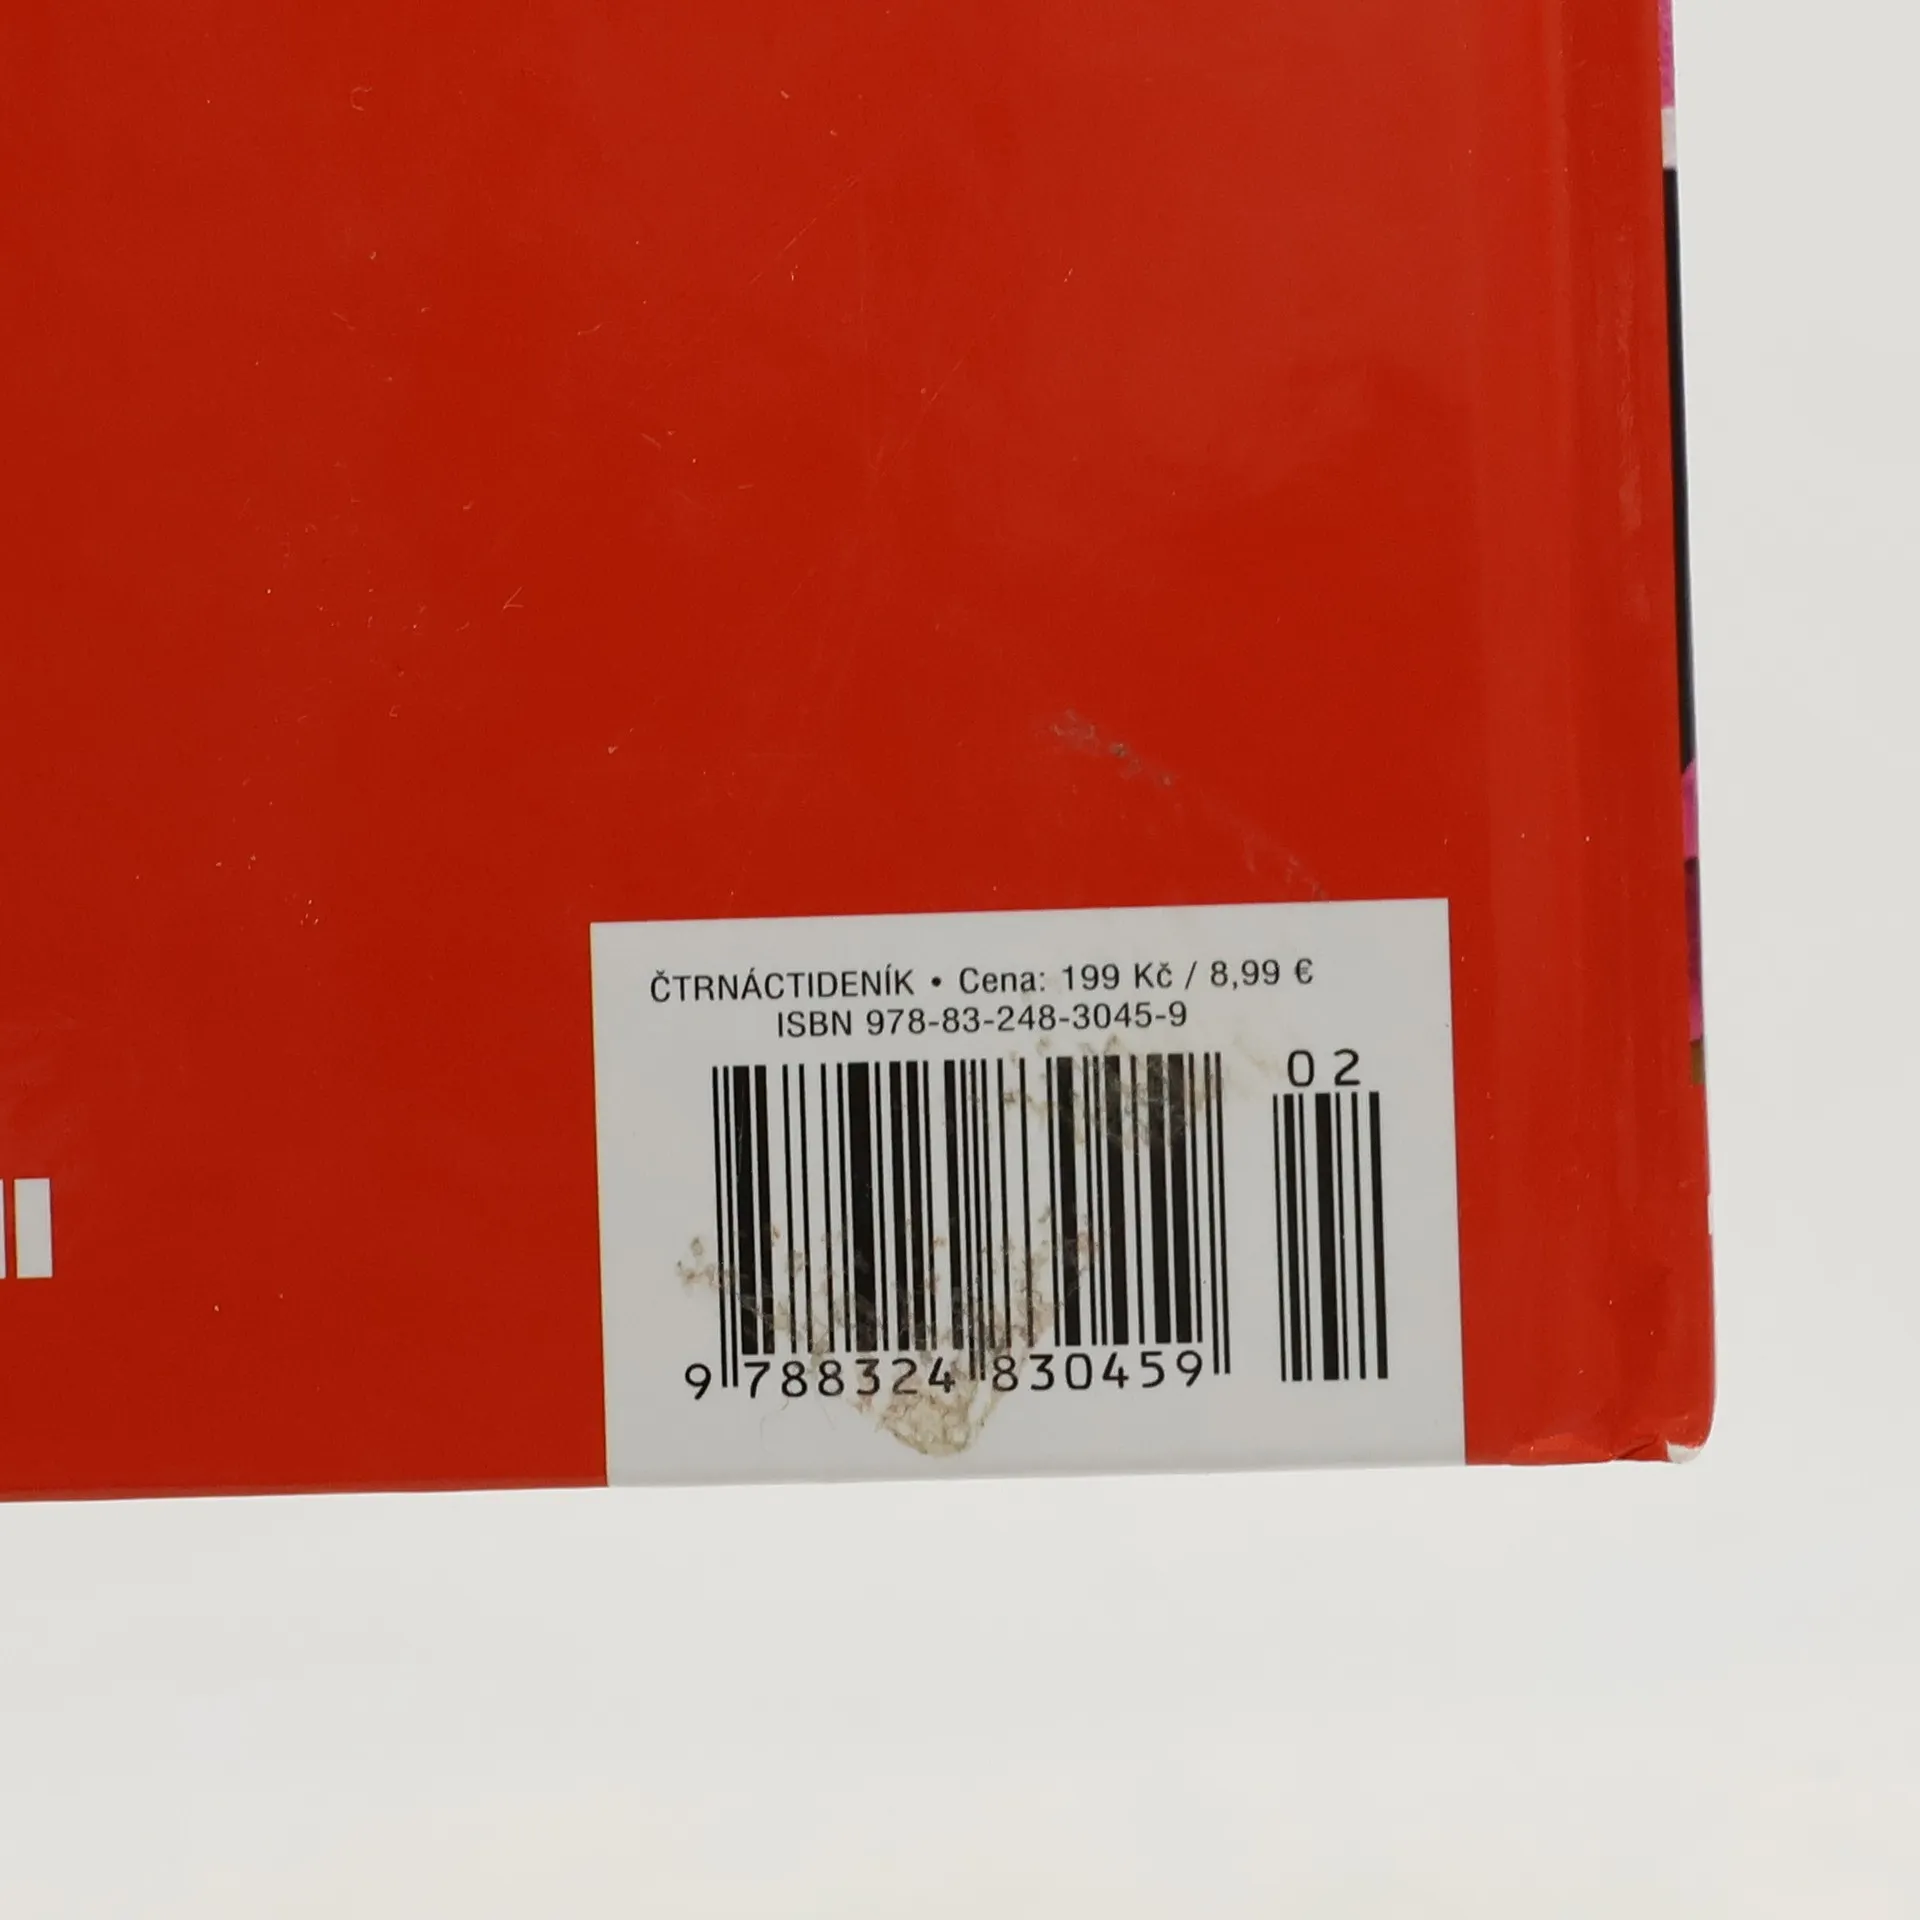 ČTRNÁCTIDENÍK • Cena: 199 Kč / 8,99 €
ISBN 978-83-248-3045-9
02
9 788324 830459